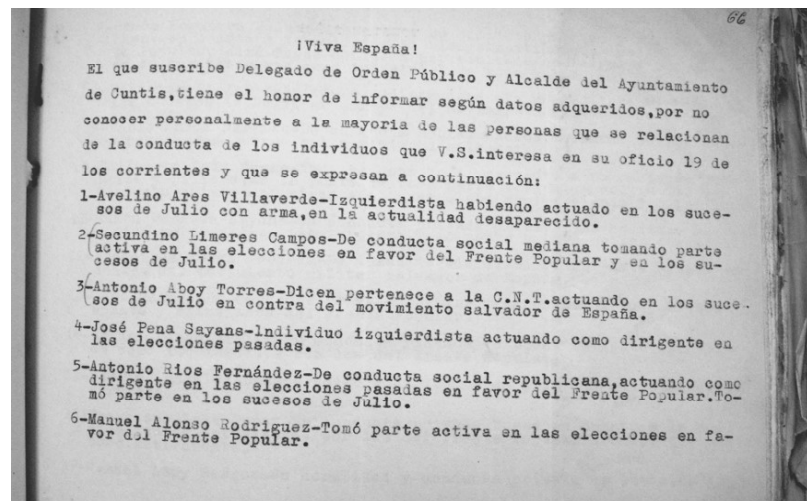 66
¡Viva España!
El que suscribe Delegado de Orden Público y Alcalde del Ayuntamiento
de Cuntis,tiene el honor de informar según datos adqueridos,por no
conocer personalmente a la mayoria de las personas que se relacionan
de la conducta de los individuos que V.S.interesa en su oficio 19 de
los corrientes y que se expresan a continuación:
1-Avelino Ares Villaverde-Izquierdista habiendo actuado en los suce-
sos de Julio con arma,en la actualidad desaparecido.
2-Secundino Limeres Campos-De conducta social mediana tomando parte
activa en las elecciones en favor del Frente Popular y en los su-
cesos de Julio.
3-Antonio Aboy Torres-Dicen pertenece a la C.N.T.actuando en los suce-
sos de Julio en contra del movimiento salvador de España.
4-José Pena Sayans-Individuo izquierdista actuando como dirigente en
las elecciones pasadas.
5-Antonio Rios Fernández-De conducta social republicana,actuando como
dirigente en las elecciones pasadas en favor del Frente Popular.To-
mó parte en los sucesos de Julio.
6-Manuel Alonso Rodriguez-Tomó parte activa en las elecciones en fa-
vor del Frente Popular.